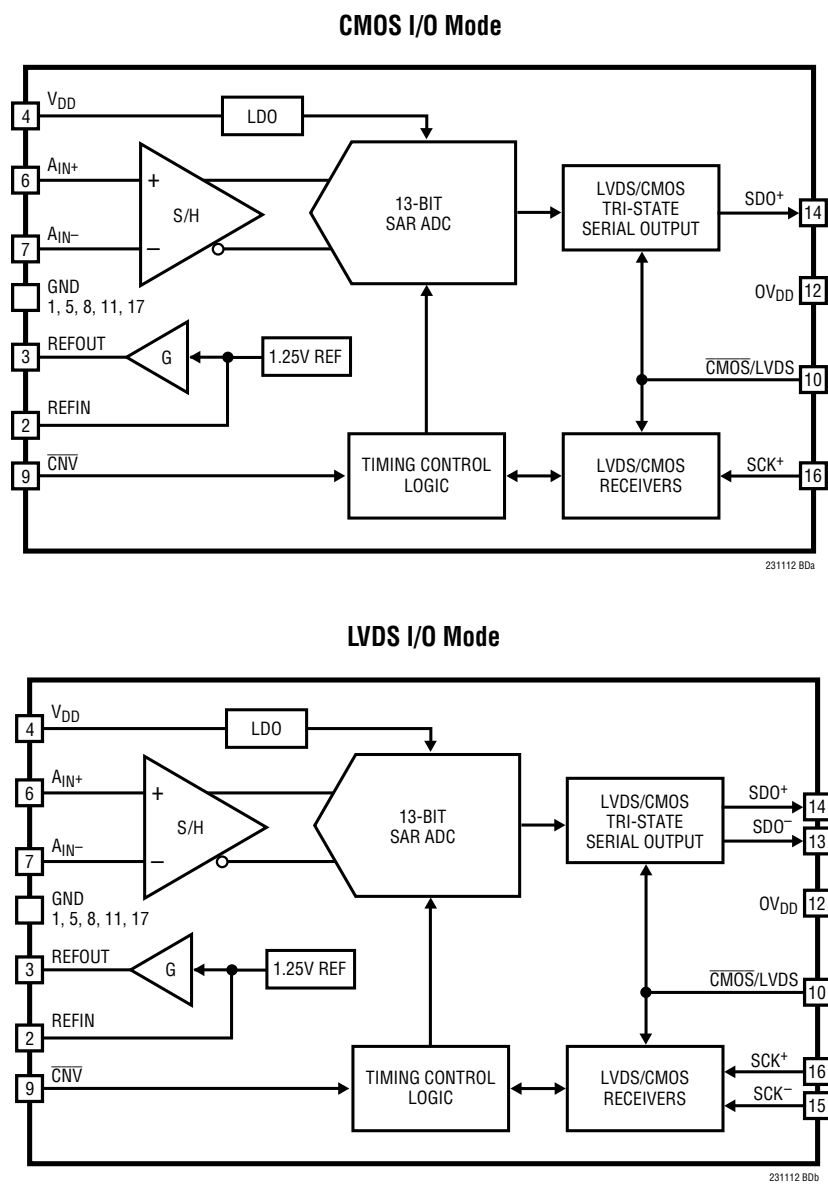 CMOS I/O Mode
4
VDD
LDO
6
AIN+
+
S/H
13-BIT
SAR ADC
LVDS/CMOS
TRI-STATE
SERIAL OUTPUT
SDO+
14
7
AIN–
–
GND
1, 5, 8, 11, 17
OVDD
12
3
REFOUT
G
1.25V REF
CMOS/LVDS
10
2
REFIN
9
CNV
TIMING CONTROL
LOGIC
LVDS/CMOS
RECEIVERS
SCK+
16
231112 BDa
LVDS I/O Mode
4
VDD
LDO
6
AIN+
+
S/H
13-BIT
SAR ADC
LVDS/CMOS
TRI-STATE
SERIAL OUTPUT
SDO+
14
SDO–
13
7
AIN–
–
GND
1, 5, 8, 11, 17
OVDD
12
3
REFOUT
G
1.25V REF
CMOS/LVDS
10
2
REFIN
9
CNV
TIMING CONTROL
LOGIC
LVDS/CMOS
RECEIVERS
SCK+
16
SCK–
15
231112 BDb